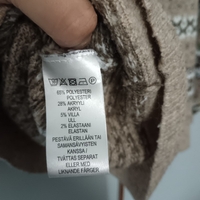 65% POLYESTERI
POLYESTER
28% AKRYYLI
AKRYL
5% VILLA
ULL
2% ELASTAANI
ELASTAN
PESTÄVÄ ERILLÄÄN TAI
SAMANSÄVYISTEN
KANSSA /
TVÄTTAS SEPARAT
ELLER MED
LIKNANDE FÄRGER